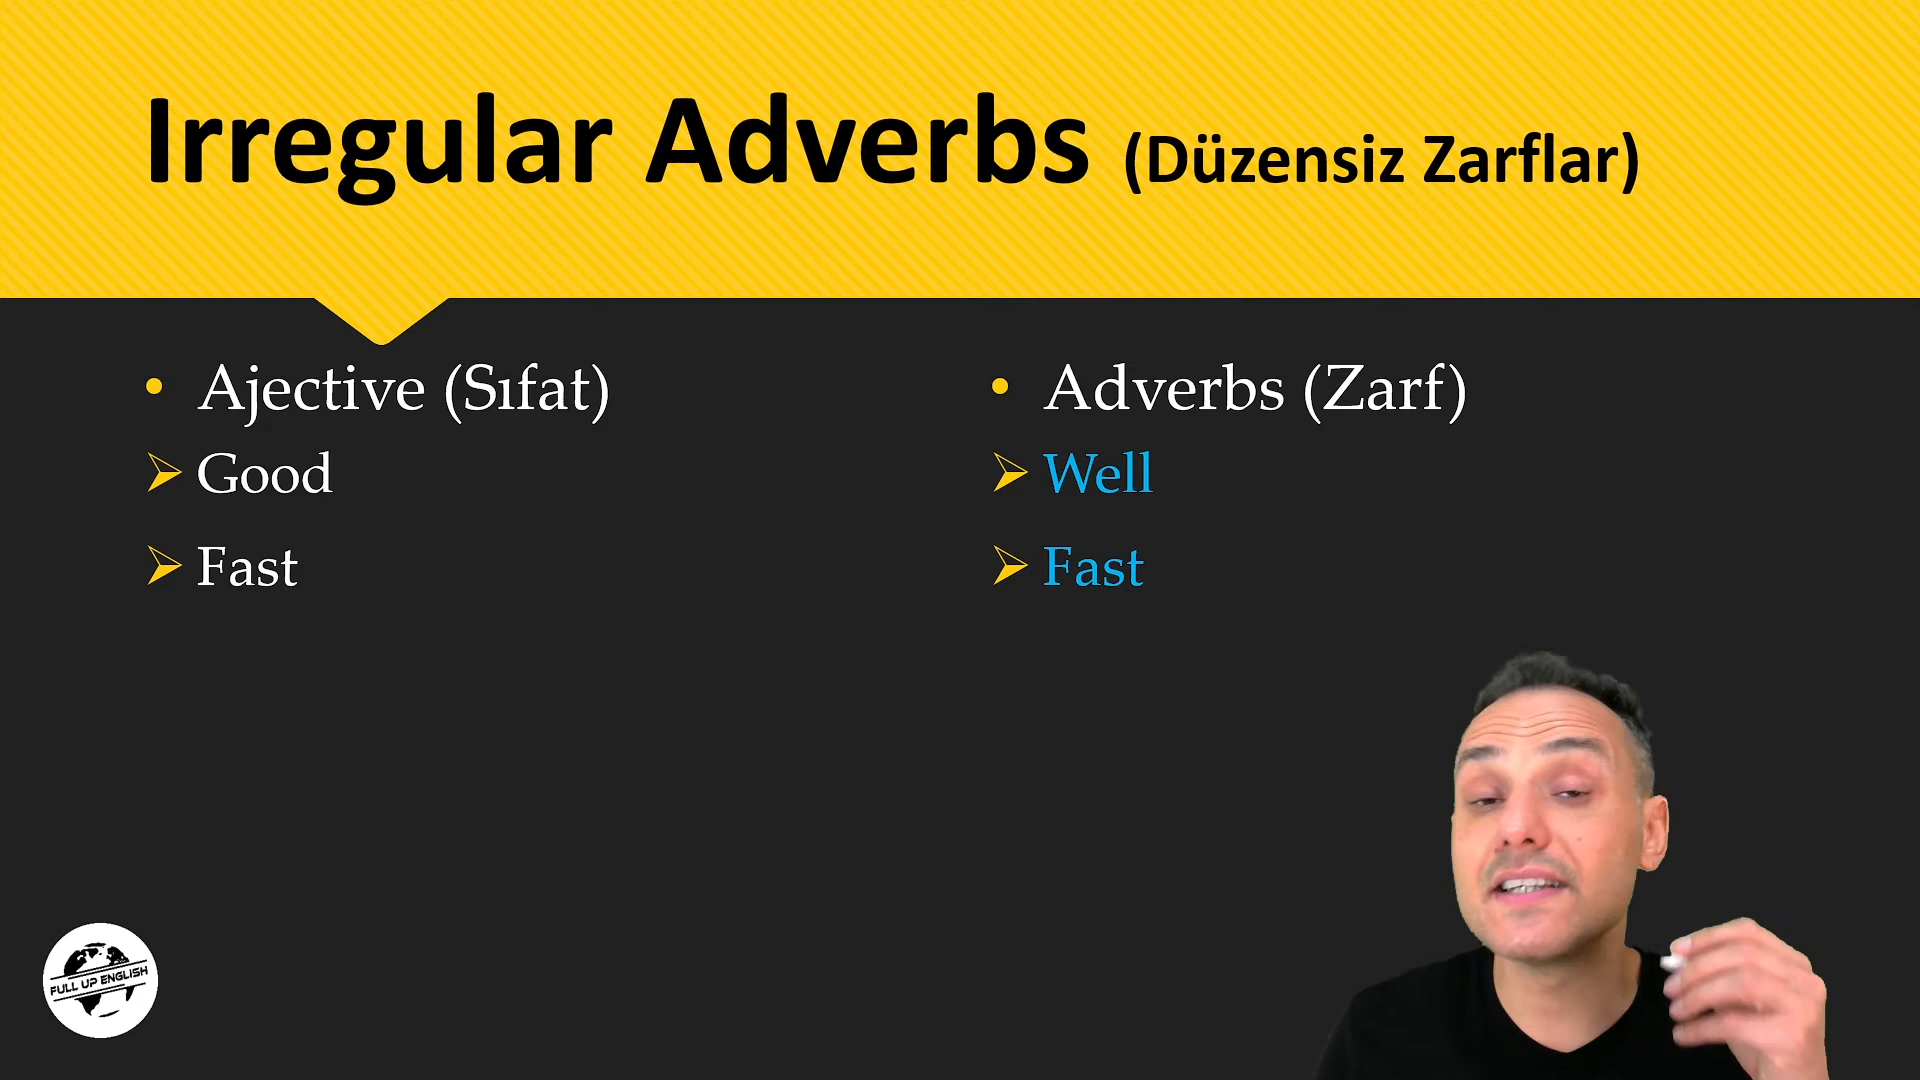 Irregular Adverbs (Düzensiz Zarflar)
Ajective (Sıfat)
Good
Fast
Adverbs (Zarf)
Well
Fast
FULL UP ENGLISH